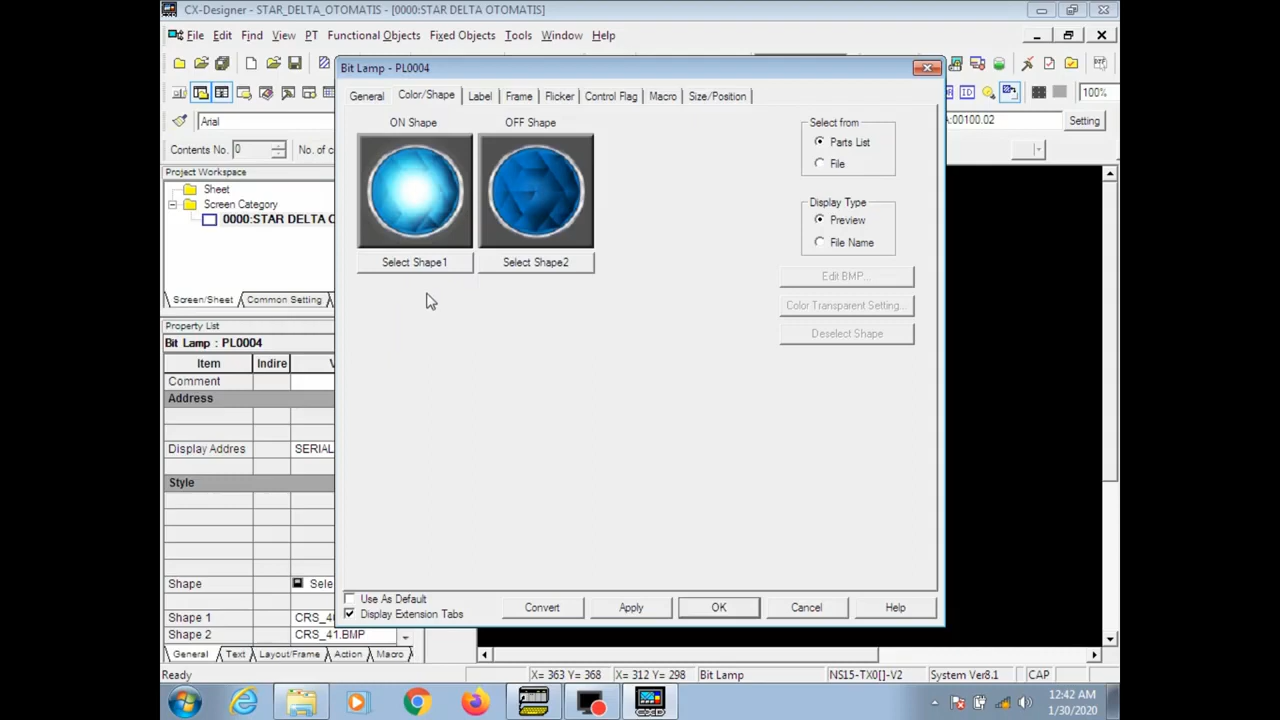 CX-Designer - STAR_DELTA_OTOMATIS - [0000:STAR DELTA OTOMATIS]
File Edit Find View PT Functional Objects Fixed Objects Tools Window Help
Bit Lamp - PL0004
100%
Arial
A:00100.02
Setting
Contents No. 0 No. of c
Project Workspace
Sheet
Screen Category
0000:STAR DELTA O
Screen/Sheet Common Setting
Property List
Bit Lamp : PL0004
Item Indire V
Comment
Address
Display Addres SERIAL
Style
Shape Sele
Shape 1 CRS_4
Shape 2 CRS_41.BMP
General Text Layout/Frame Action Macro
General Color/Shape Label Frame Flicker Control Flag Macro Size/Position
ON Shape OFF Shape
Select Shape1 Select Shape2
Select from
Parts List
File
Display Type
Preview
File Name
Edit BMP...
Color Transparent Setting...
Deselect Shape
Use As Default
Display Extension Tabs
Convert Apply OK Cancel Help
Ready X= 363 Y= 368 X= 312 Y= 298 Bit Lamp NS15-TX0[]-V2 System Ver8.1 CAP
12:42 AM
1/30/2020